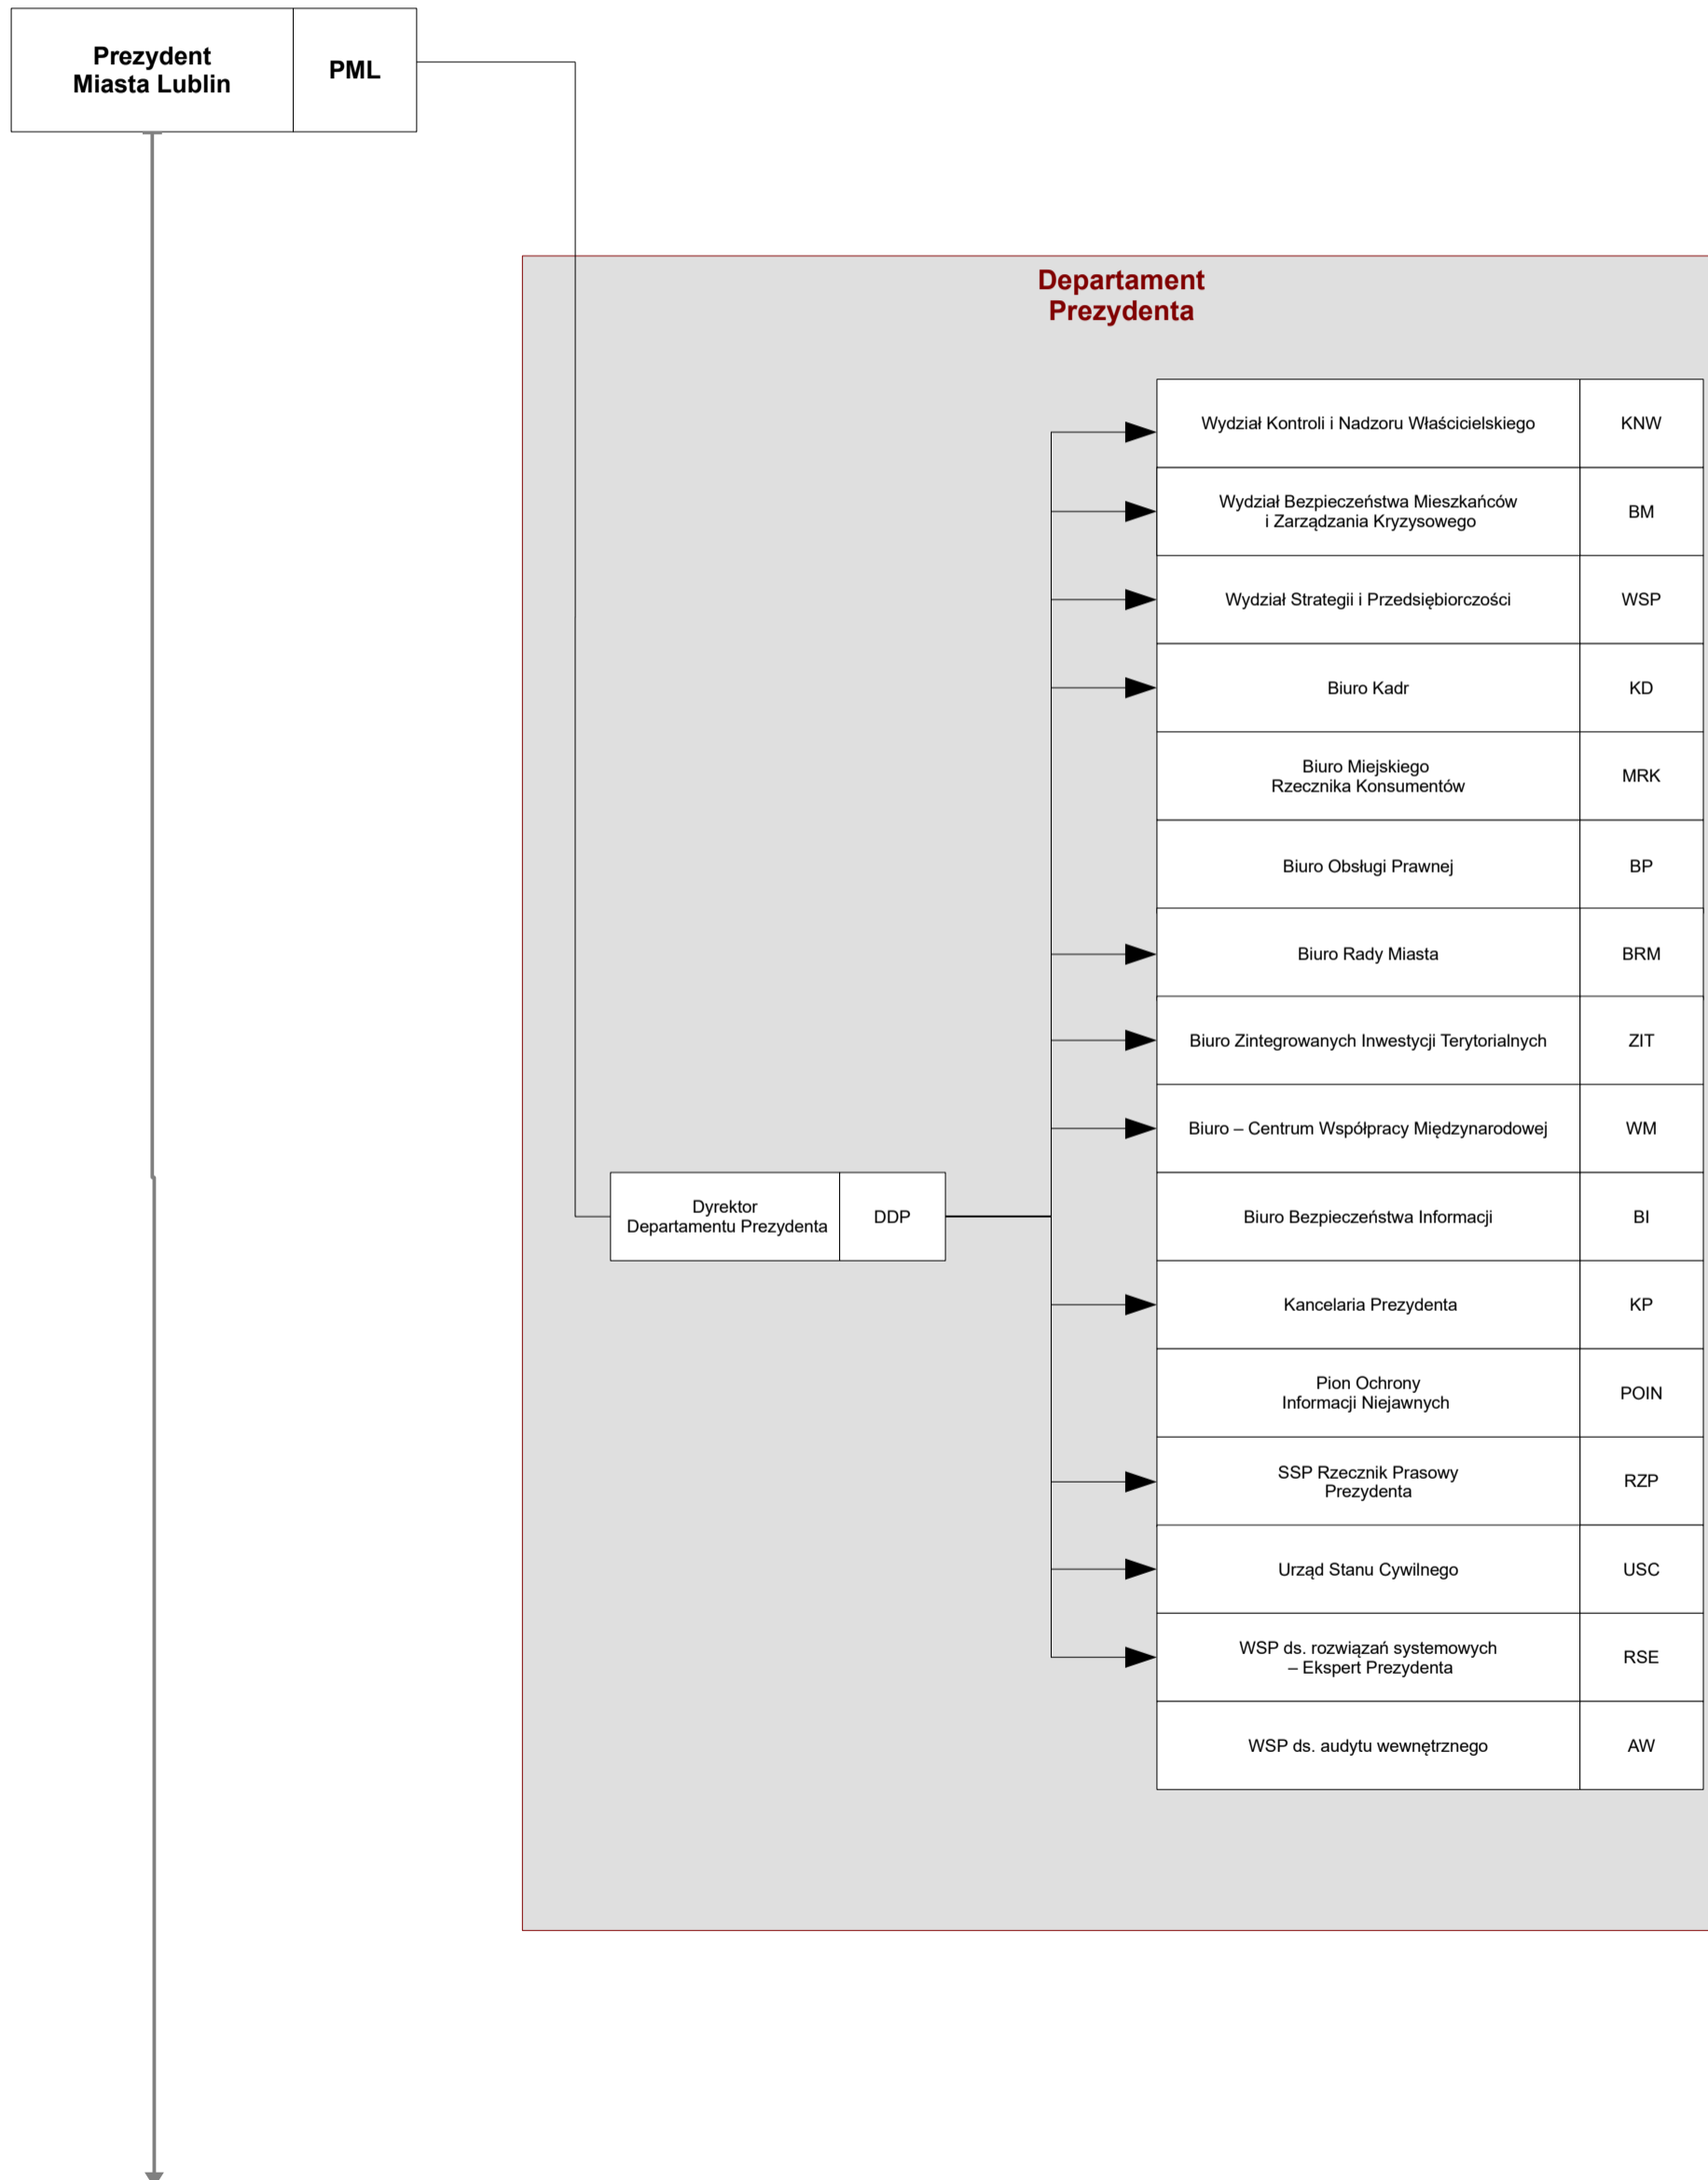 Prezydent
Miasta Lublin
PML
Departament
Prezydenta
Wydział Kontroli i Nadzoru Właścicielskiego
KNW
Wydział Bezpieczeństwa Mieszkańców
i Zarządzania Kryzysowego
BM
Wydział Strategii i Przedsiębiorczości
WSP
Biuro Kadr
KD
Biuro Miejskiego
Rzecznika Konsumentów
MRK
Biuro Obsługi Prawnej
BP
Biuro Rady Miasta
BRM
Biuro Zintegrowanych Inwestycji Terytorialnych
ZIT
Biuro – Centrum Współpracy Międzynarodowej
WM
Dyrektor
Departamentu Prezydenta
DDP
Biuro Bezpieczeństwa Informacji
BI
Kancelaria Prezydenta
KP
Pion Ochrony
Informacji Niejawnych
POIN
SSP Rzecznik Prasowy
Prezydenta
RZP
Urząd Stanu Cywilnego
USC
WSP ds. rozwiązań systemowych
– Ekspert Prezydenta
RSE
WSP ds. audytu wewnętrznego
AW